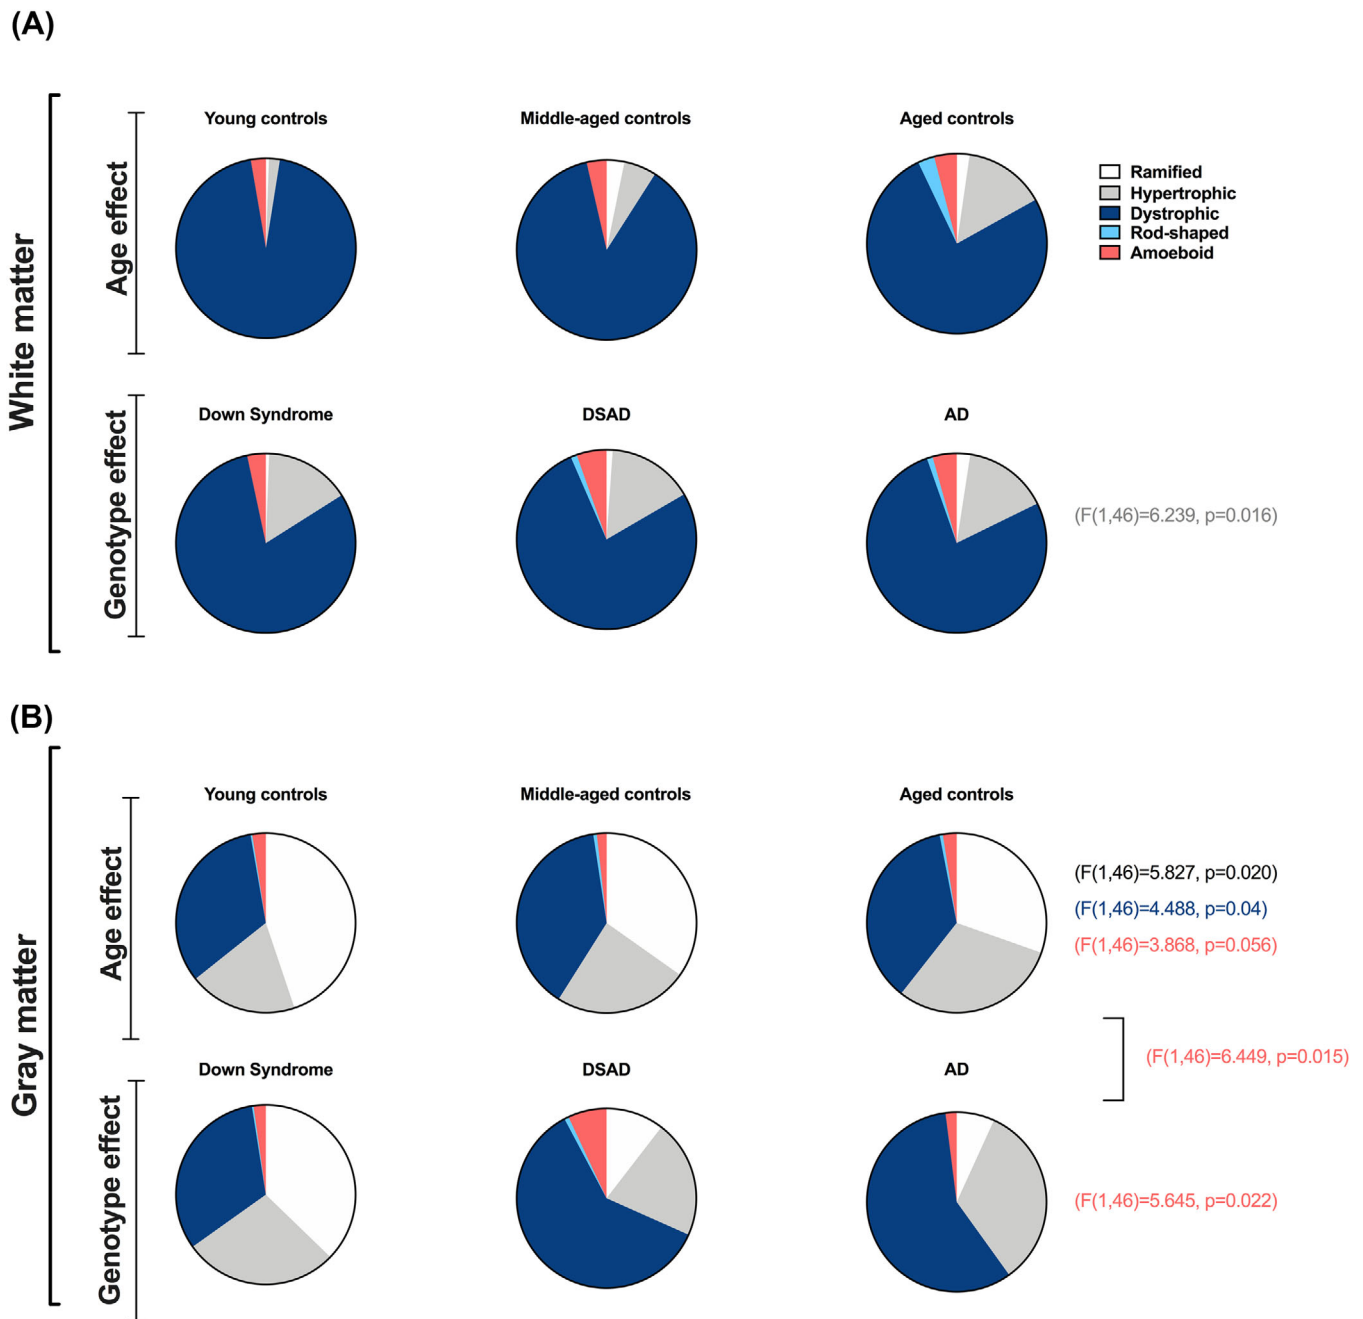 (A)
White matter
Age effect
Young controls
Middle-aged controls
Aged controls
Ramified
Hypertrophic
Dystrophic
Rod-shaped
Amoeboid
Genotype effect
Down Syndrome
DSAD
AD
(F(1,46)=6.239, p=0.016)
(B)
Gray matter
Age effect
Young controls
Middle-aged controls
Aged controls
(F(1,46)=5.827, p=0.020)
(F(1,46)=4.488, p=0.04)
(F(1,46)=3.868, p=0.056)
(F(1,46)=6.449, p=0.015)
Genotype effect
Down Syndrome
DSAD
AD
(F(1,46)=5.645, p=0.022)